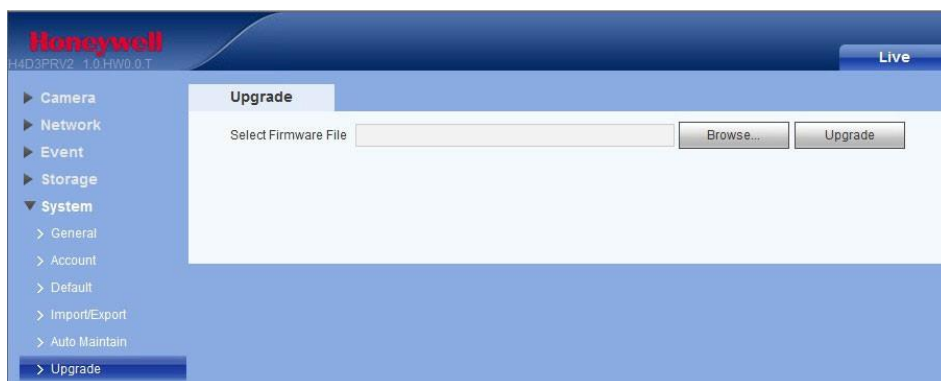 Honeywell
H4D3PRV2 1.0.HW0.0.T
Live
Camera
Network
Event
Storage
System
General
Account
Default
Import/Export
Auto Maintain
Upgrade
Upgrade
Select Firmware File
Browse...
Upgrade